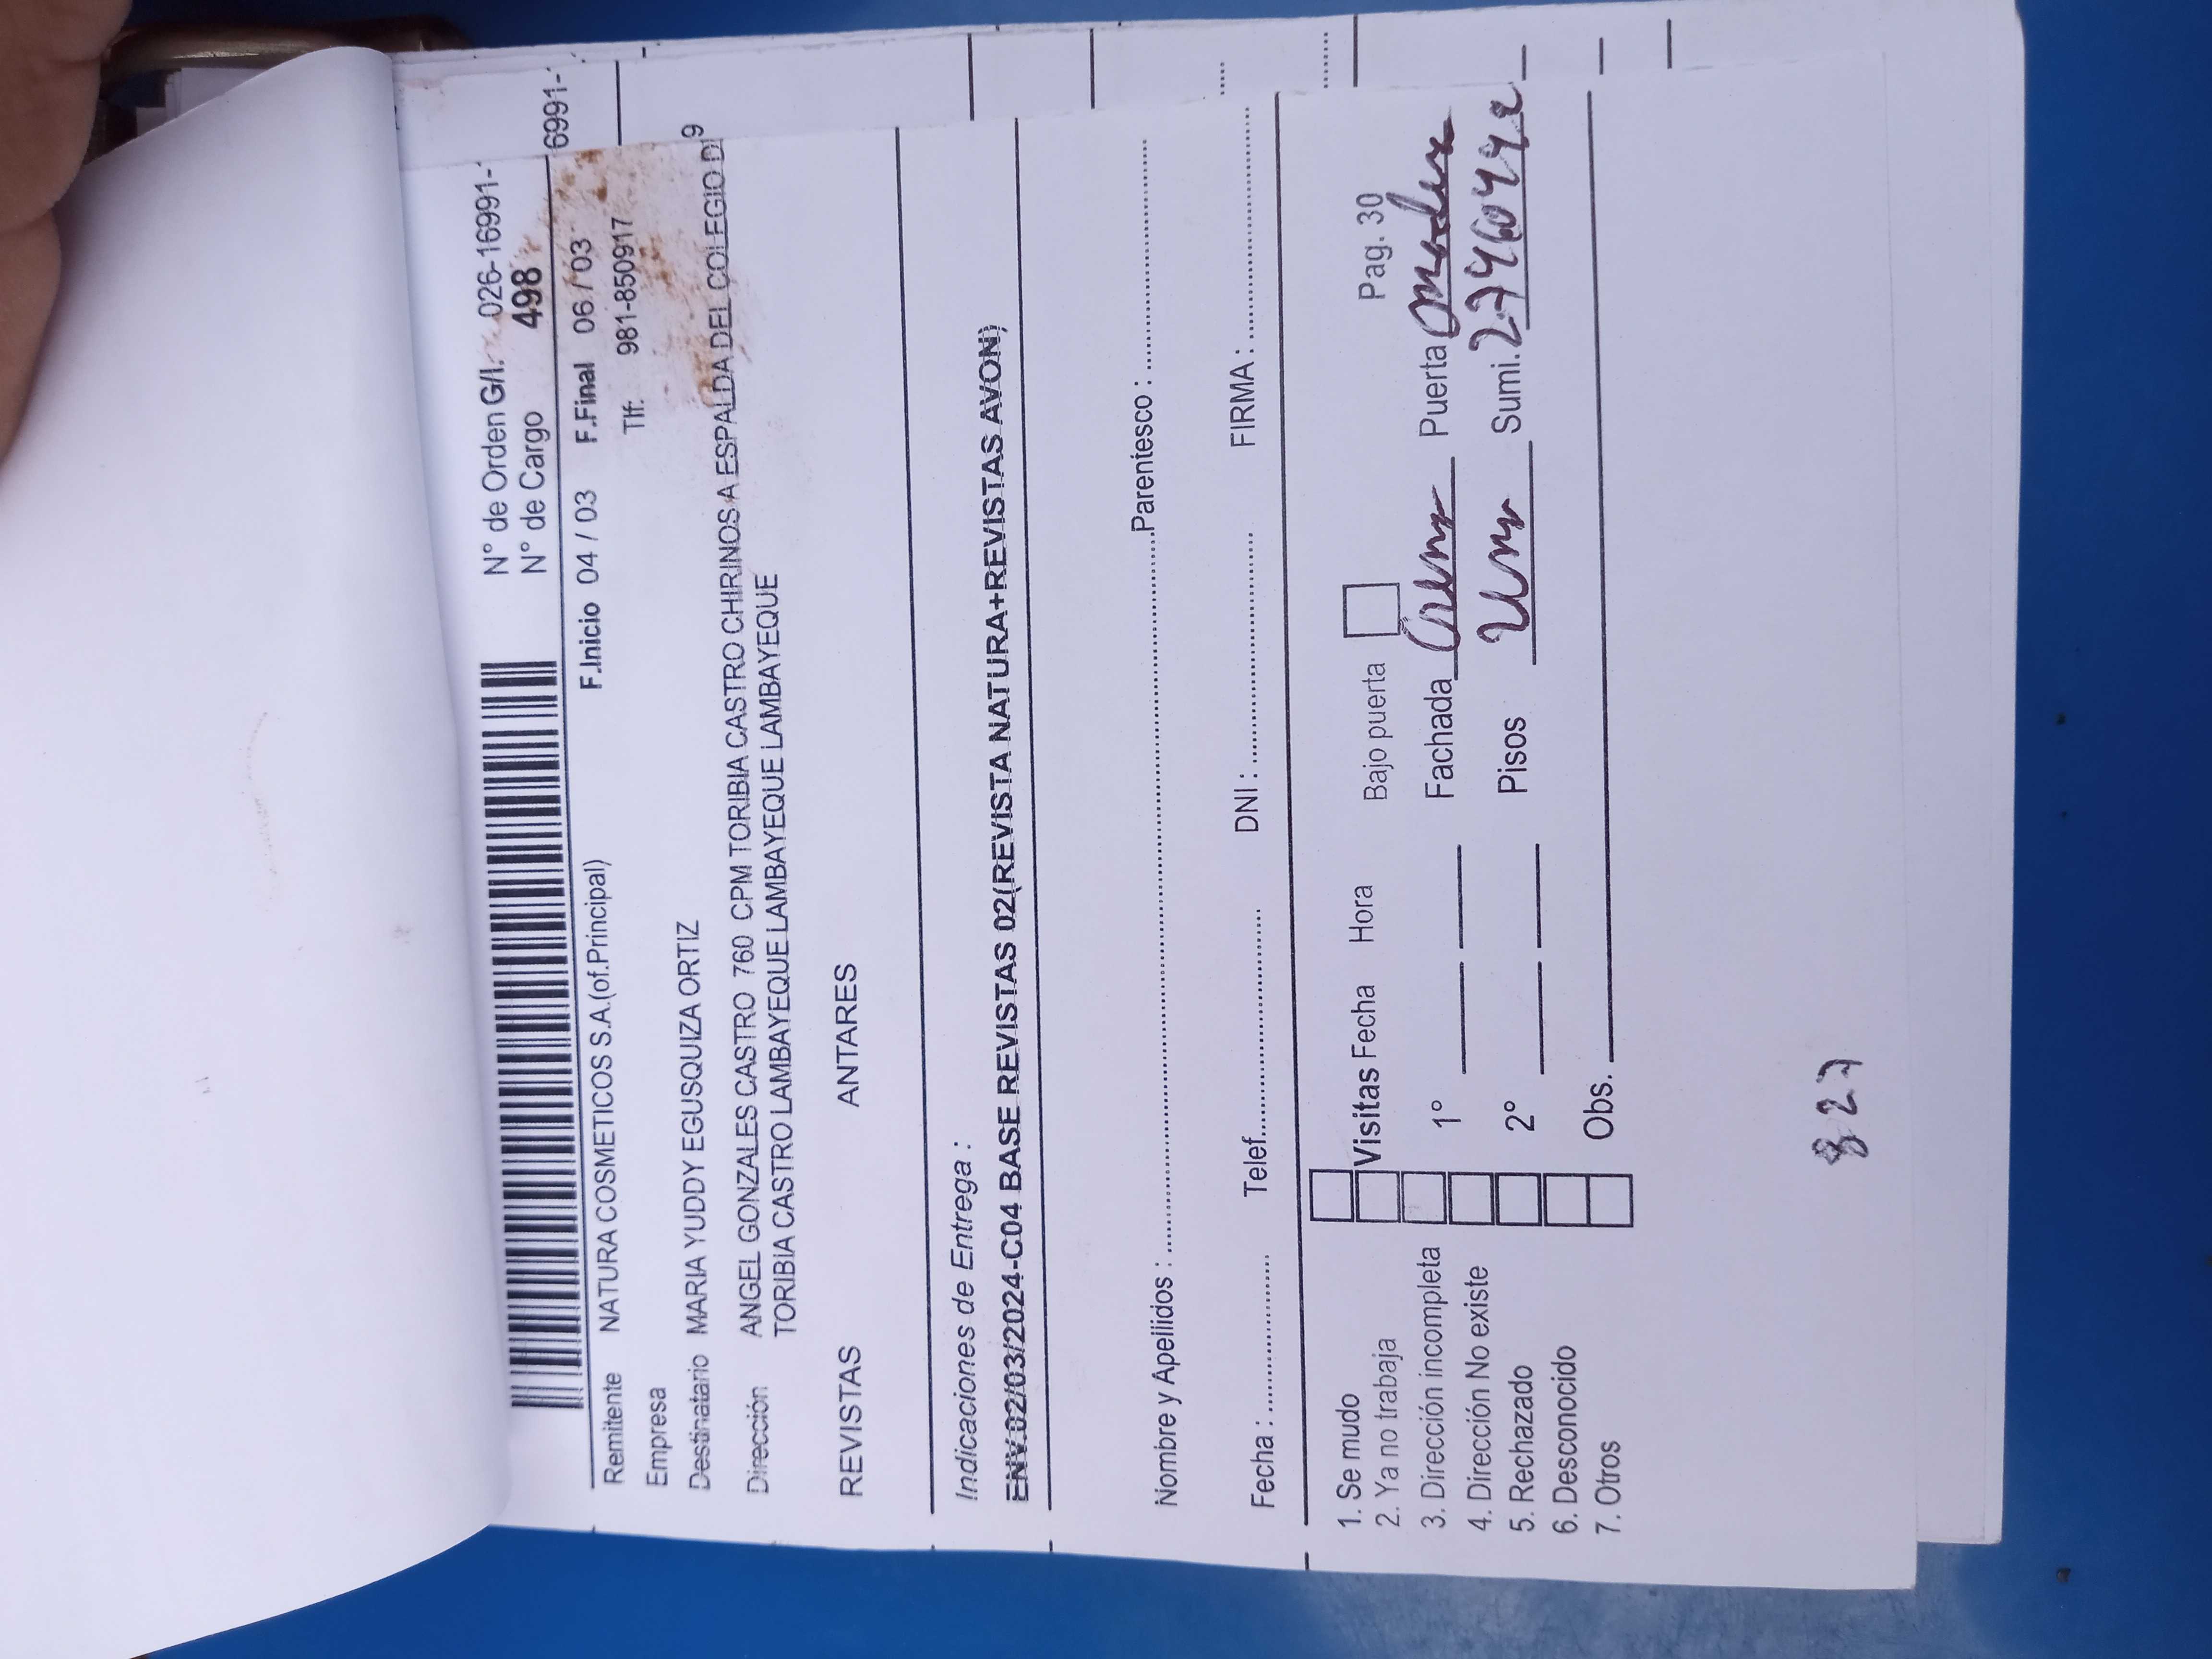 N° de Orden G/I. 026-16991-
N° de Cargo 498
6991-
F.Inicio 04 / 03 F.Final 06 / 03
Remitente NATURA COSMETICOS S.A.(of.Principal)
Tlf: 981-850917
Empresa
Destinatario MARIA YUDDY EGUSQUIZA ORTIZ
9
Dirección ANGEL GONZALES CASTRO 760 CPM TORIBIA CASTRO CHIRINOS A ESPALDA DEL COLEGIO D
TORIBIA CASTRO LAMBAYEQUE LAMBAYEQUE LAMBAYEQUE
REVISTAS ANTARES
Indicaciones de Entrega :
ENV.02/03/2024-C04 BASE REVISTAS 02(REVISTA NATURA+REVISTAS AVON)
Nombre y Apellidos : Parentesco :
Fecha : Telef. DNI : FIRMA :
1. Se mudo
2. Ya no trabaja
3. Dirección incompleta
4. Dirección No existe
5. Rechazado
6. Desconocido
7. Otros
Visitas Fecha Hora Bajo puerta Pag. 30
1° Fachada Puerta
2° Pisos Sumi.
Obs.
827